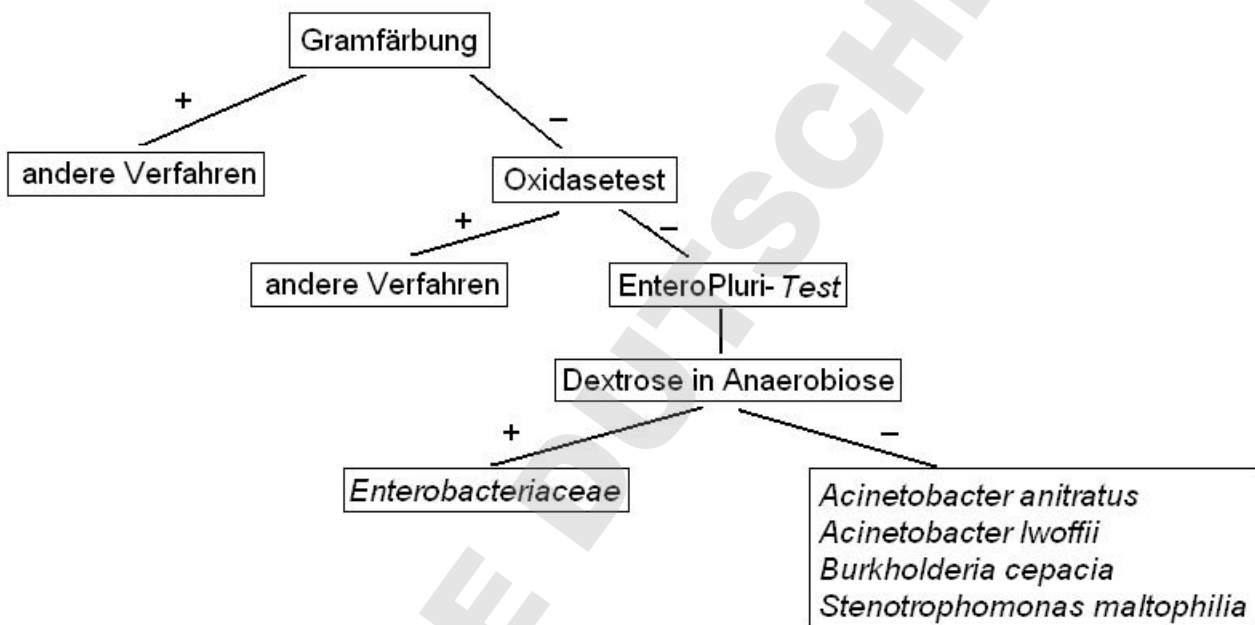 Gramfärbung
+
–
andere Verfahren
Oxidasetest
+
–
andere Verfahren
EnteroPluri- Test
Dextrose in Anaerobiose
+
–
Enterobacteriaceae
Acinetobacter anitratus
Acinetobacter lwoffii
Burkholderia cepacia
Stenotrophomonas maltophilia
E DUTSCH